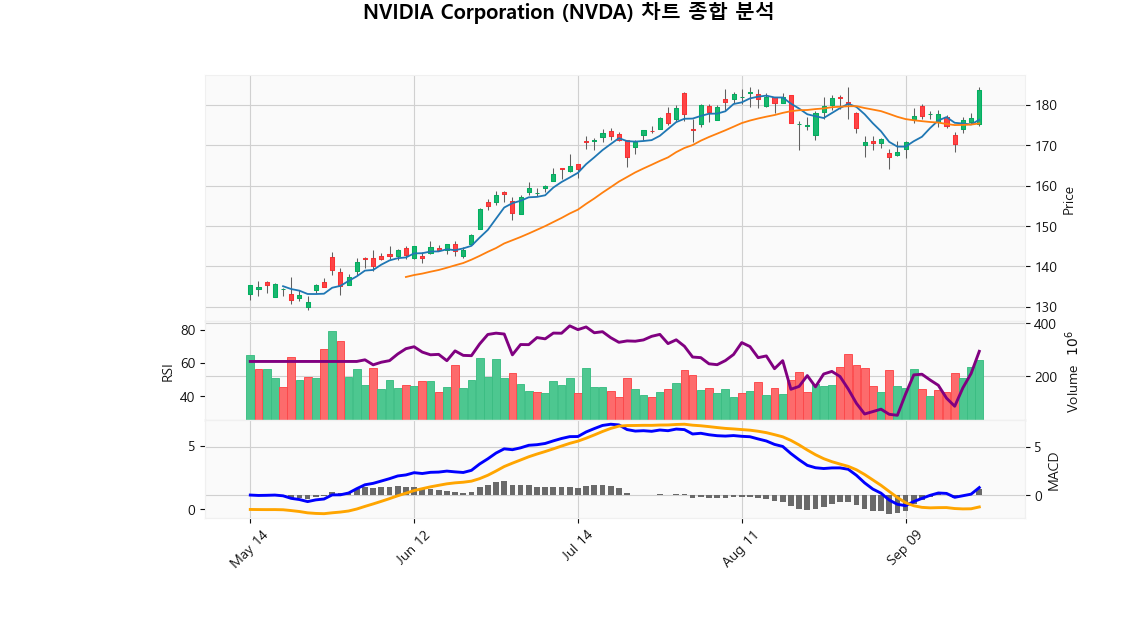 NVIDIA Corporation (NVDA) 차트 종합 분석
180
170
160
150
140
130
Price
80
60
40
RSI
400
200
Volume 10^6
5
0
5
0
MACD
May 14
Jun 12
Jul 14
Aug 11
Sep 09